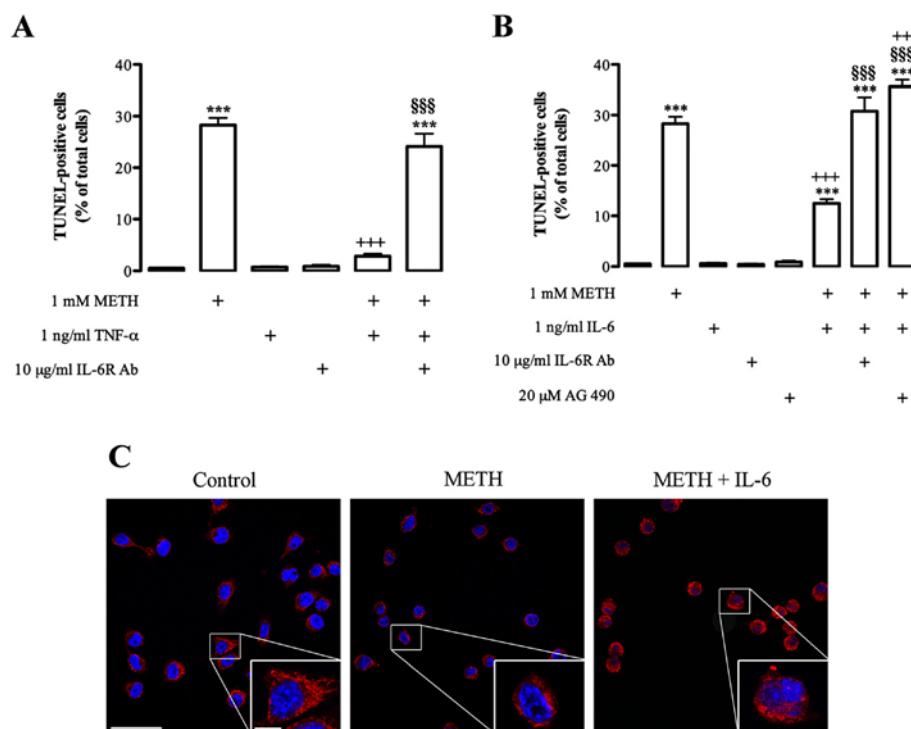 A
TUNEL-positive cells
(% of total cells)
40
30
20
10
0
***
+++
§§§
***
1 mM METH + + +
1 ng/ml TNF-α + + +
10 μg/ml IL-6R Ab + +
B
TUNEL-positive cells
(% of total cells)
40
30
20
10
0
***
+++
***
§§§
***
++
§§§
***
1 mM METH + + + +
1 ng/ml IL-6 + + + +
10 μg/ml IL-6R Ab + +
20 μM AG 490 + +
C
Control
METH
METH + IL-6